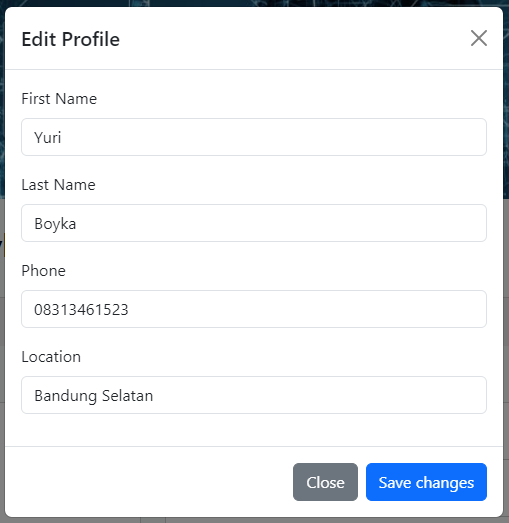 Edit Profile
First Name
Yuri
Last Name
Boyka
Phone
08313461523
Location
Bandung Selatan
Close
Save changes